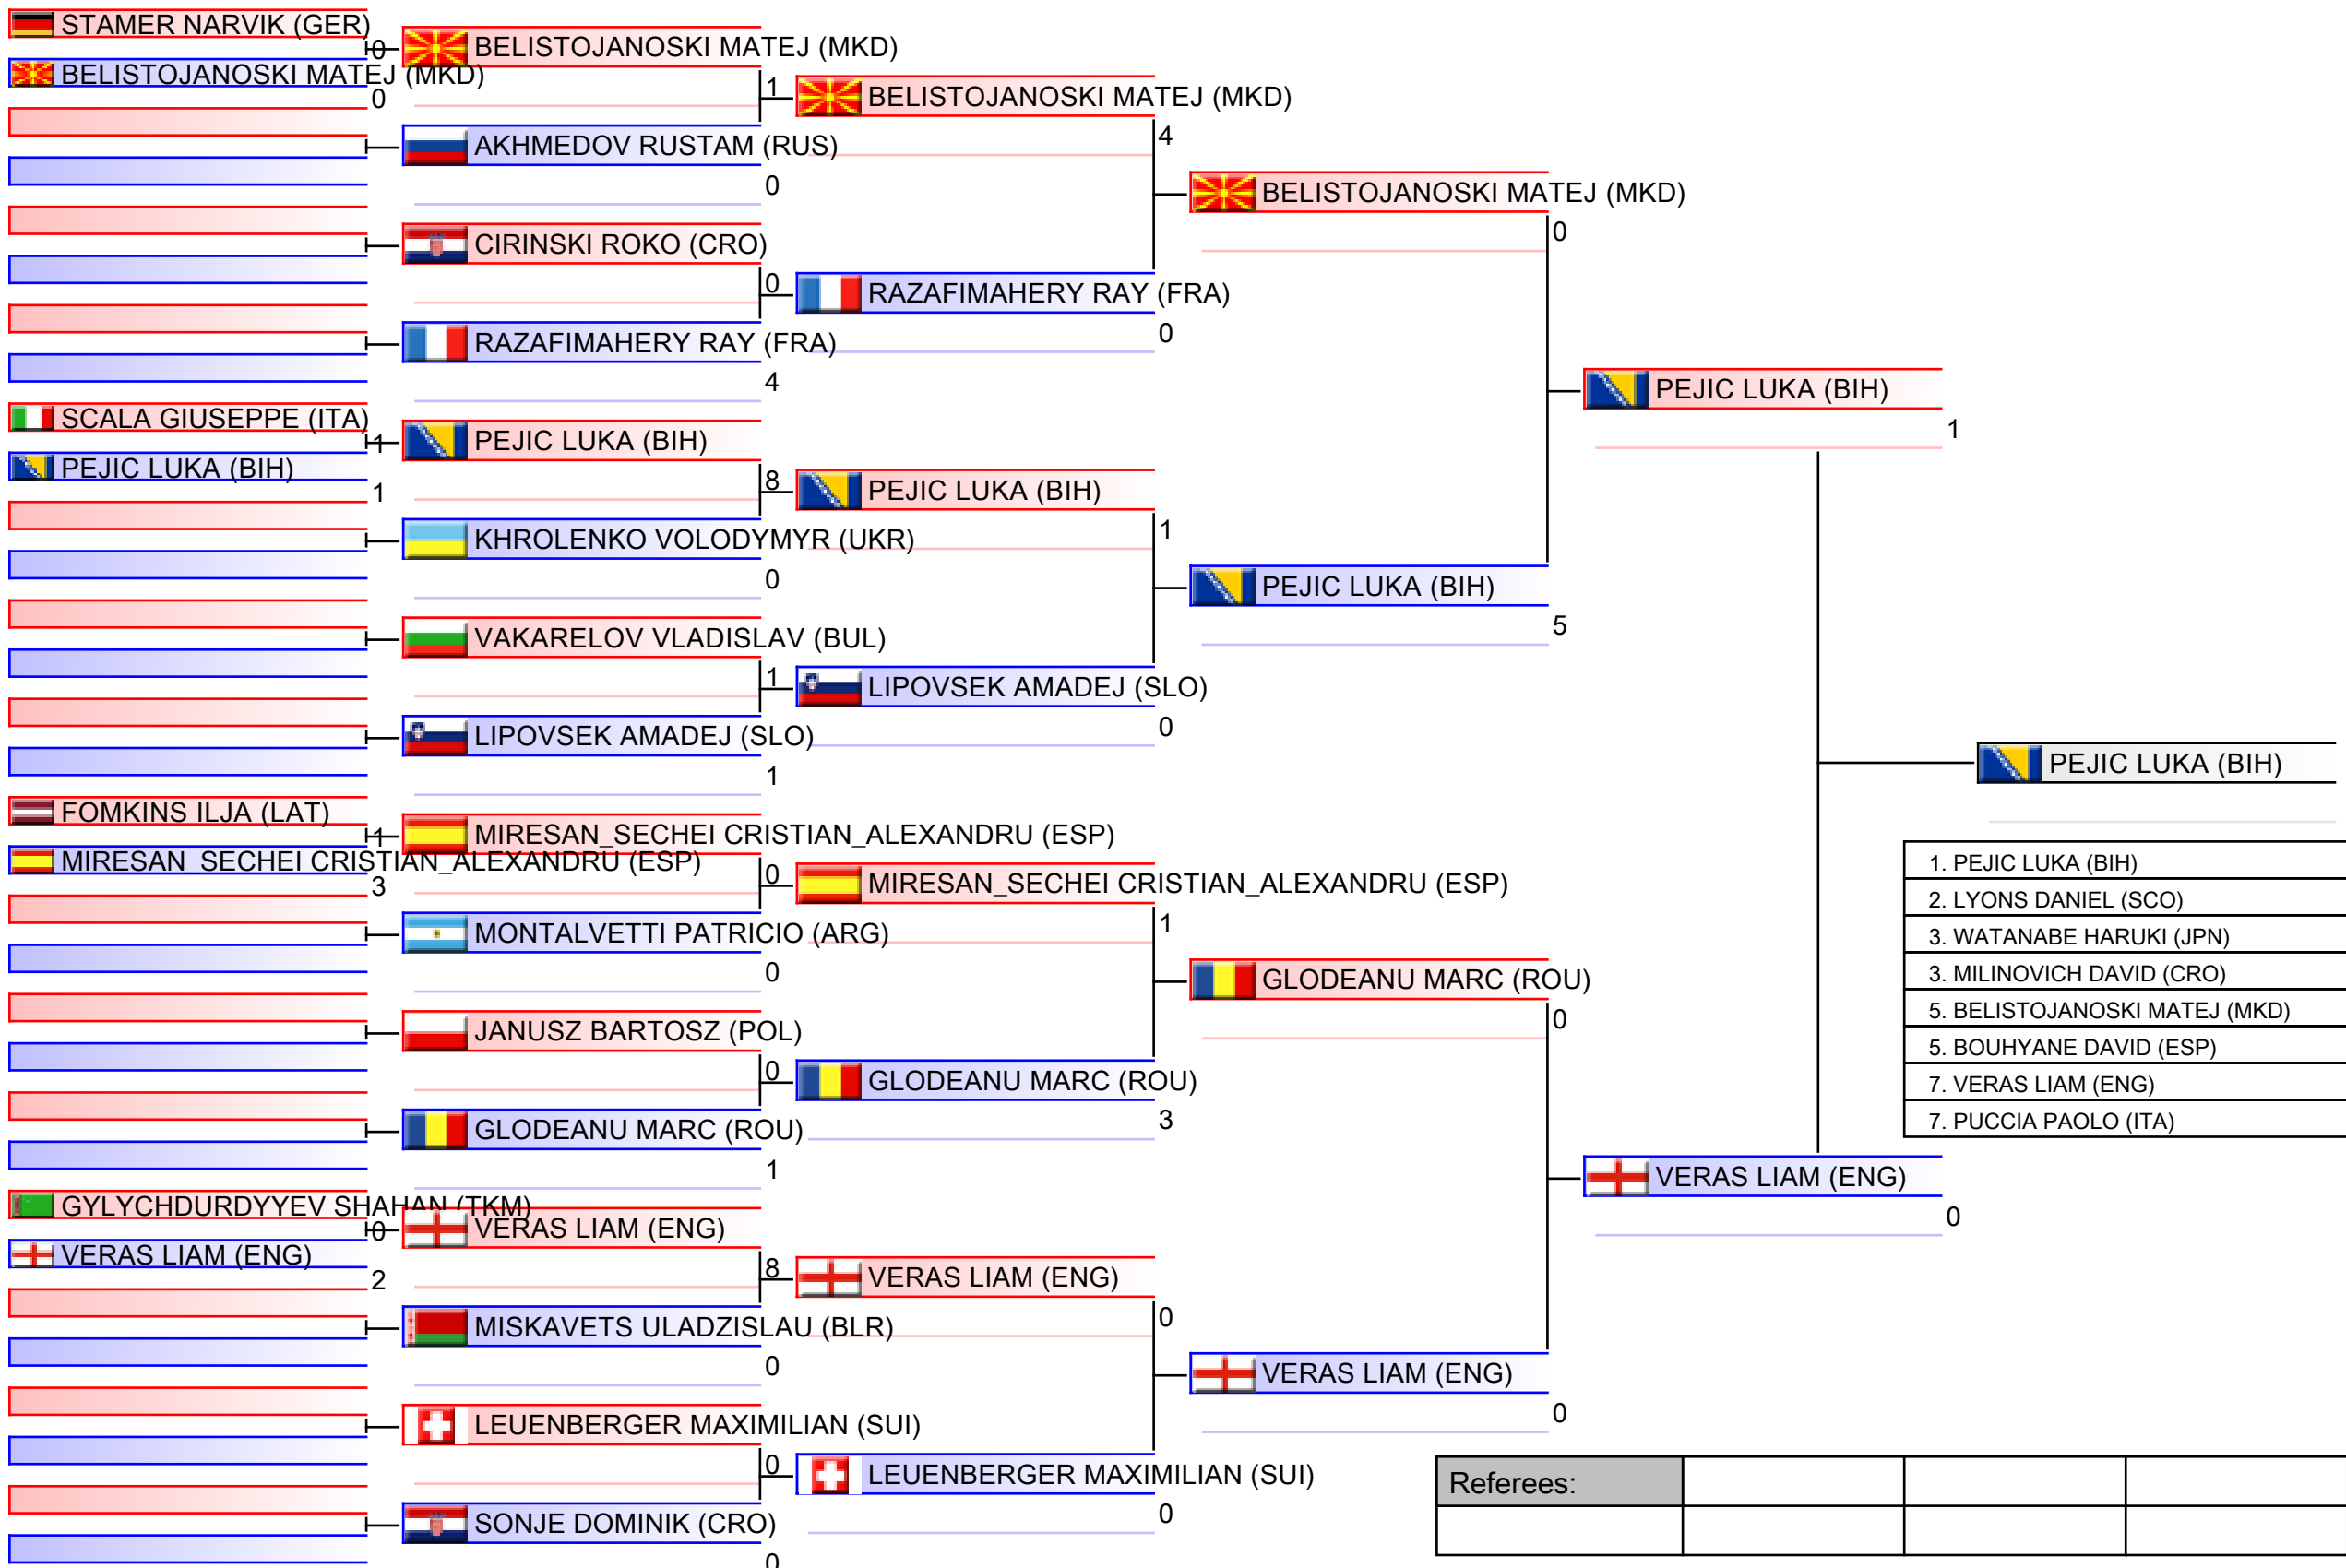 STAMER NARVIK (GER)
0
BELISTOJANOSKI MATEJ (MKD)
0
SCALA GIUSEPPE (ITA)
1
PEJIC LUKA (BIH)
1
FOMKINS ILJA (LAT)
1
MIRESAN_SECHEI CRISTIAN_ALEXANDRU (ESP)
3
GYLYCHDURDYYEV SHAHAN (TKM)
0
VERAS LIAM (ENG)
2
BELISTOJANOSKI MATEJ (MKD)
1
AKHMEDOV RUSTAM (RUS)
0
CIRINSKI ROKO (CRO)
0
RAZAFIMAHERY RAY (FRA)
4
PEJIC LUKA (BIH)
8
KHROLENKO VOLODYMYR (UKR)
0
VAKARELOV VLADISLAV (BUL)
1
LIPOVSEK AMADEJ (SLO)
1
MIRESAN_SECHEI CRISTIAN_ALEXANDRU (ESP)
0
MONTALVETTI PATRICIO (ARG)
0
JANUSZ BARTOSZ (POL)
0
GLODEANU MARC (ROU)
1
VERAS LIAM (ENG)
8
MISKAVETS ULADZISLAU (BLR)
0
LEUENBERGER MAXIMILIAN (SUI)
0
SONJE DOMINIK (CRO)
0
BELISTOJANOSKI MATEJ (MKD)
4
RAZAFIMAHERY RAY (FRA)
0
PEJIC LUKA (BIH)
1
LIPOVSEK AMADEJ (SLO)
0
MIRESAN_SECHEI CRISTIAN_ALEXANDRU (ESP)
1
GLODEANU MARC (ROU)
3
VERAS LIAM (ENG)
0
LEUENBERGER MAXIMILIAN (SUI)
0
BELISTOJANOSKI MATEJ (MKD)
0
PEJIC LUKA (BIH)
5
GLODEANU MARC (ROU)
0
VERAS LIAM (ENG)
0
PEJIC LUKA (BIH)
1
VERAS LIAM (ENG)
0
PEJIC LUKA (BIH)
1. PEJIC LUKA (BIH)
2. LYONS DANIEL (SCO)
3. WATANABE HARUKI (JPN)
3. MILINOVICH DAVID (CRO)
5. BELISTOJANOSKI MATEJ (MKD)
5. BOUHYANE DAVID (ESP)
7. VERAS LIAM (ENG)
7. PUCCIA PAOLO (ITA)
Referees: